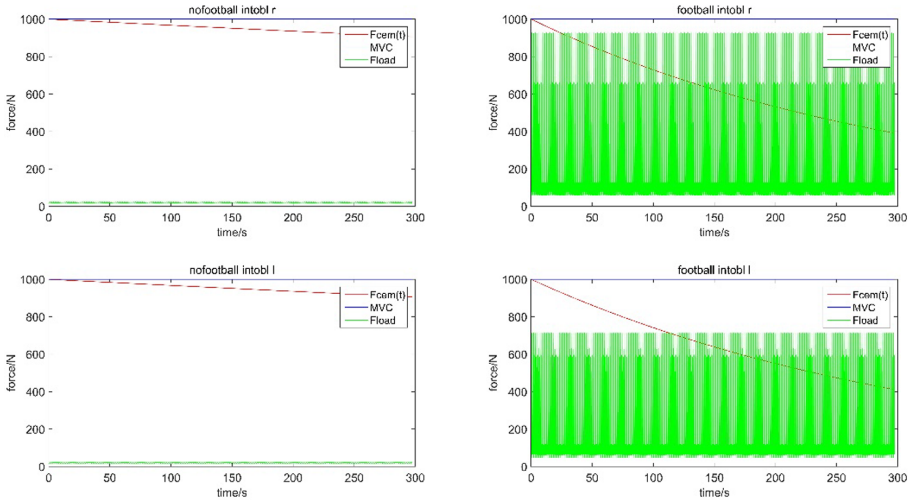 nofootball intobl r
1000
800
600
400
200
0
force/N
0 50 100 150 200 250 300
time/s
Fcem(t)
MVC
Fload
football intobl r
1000
800
600
400
200
0
force/N
0 50 100 150 200 250 300
time/s
Fcem(t)
MVC
Fload
nofootball intobl l
1000
800
600
400
200
0
force/N
0 50 100 150 200 250 300
time/s
Fcem(t)
MVC
Fload
football intobl l
1000
800
600
400
200
0
force/N
0 50 100 150 200 250 300
time/s
Fcem(t)
MVC
Fload